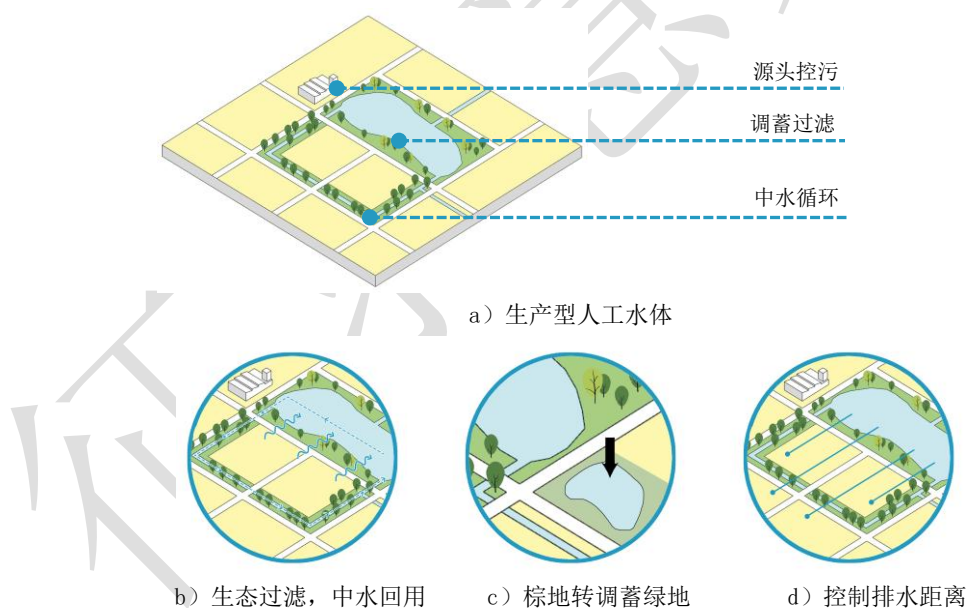 源头控污
调蓄过滤
中水循环
a）生产型人工水体
b）生态过滤，中水回用
c）棕地转调蓄绿地
d）控制排水距离